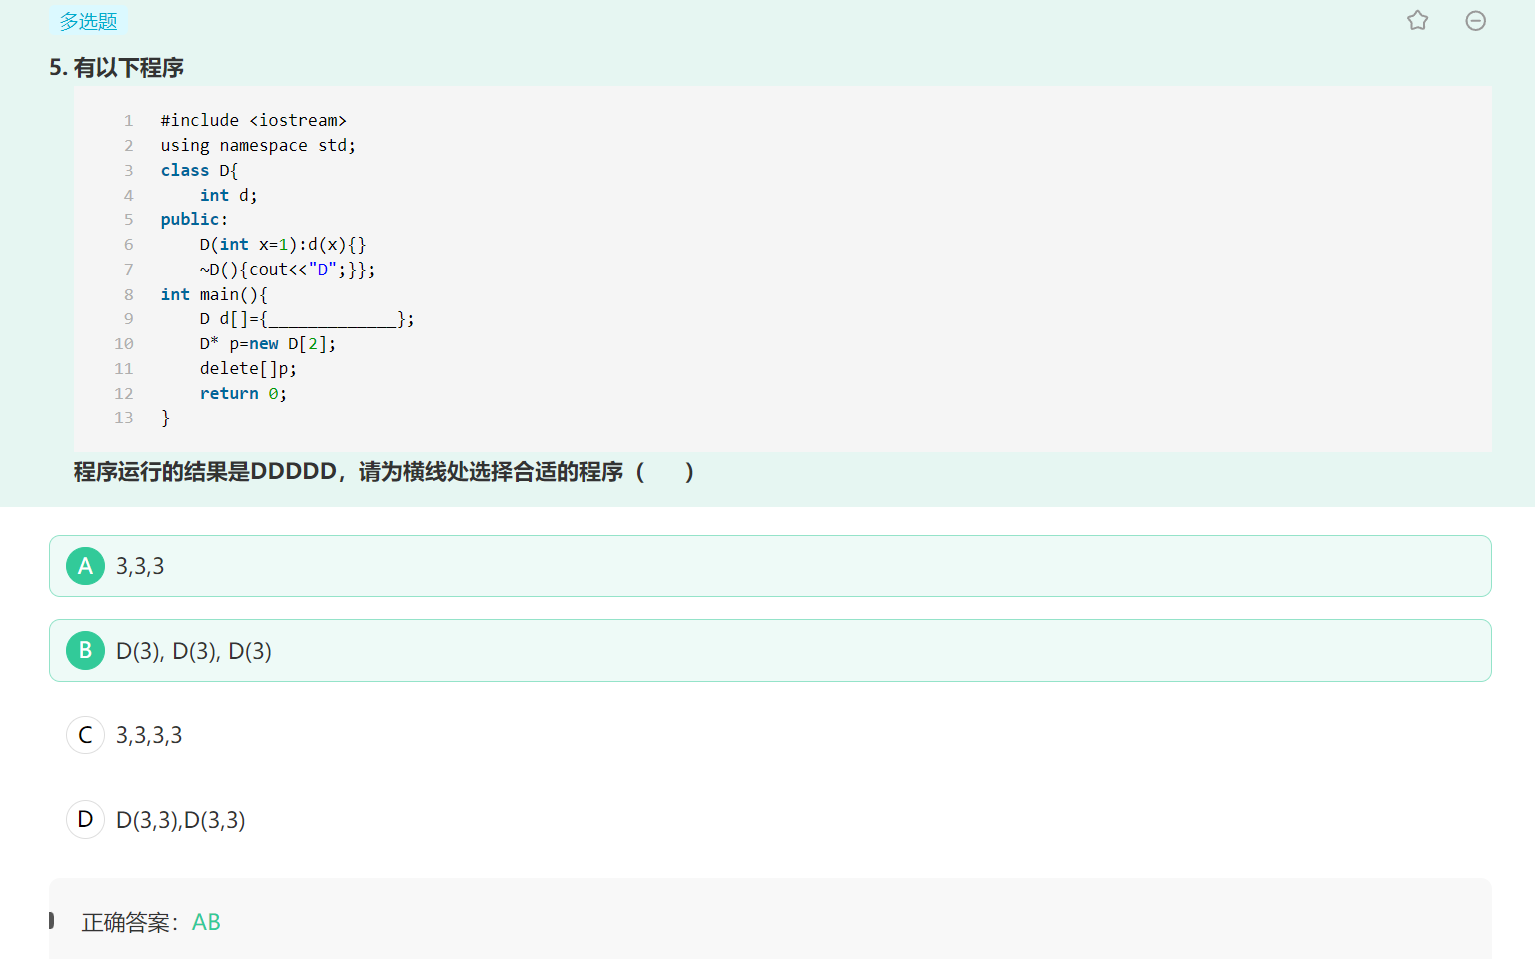 多选题
5. 有以下程序
1 #include <iostream>
2 using namespace std;
3 class D{
4     int d;
5 public:
6     D(int x=1):d(x){}
7     ~D(){cout<<"D";}};
8 int main(){
9     D d[]={_____________};
10     D* p=new D[2];
11     delete[]p;
12     return 0;
13 }
程序运行的结果是DDDDD，请为横线处选择合适的程序（　　）
A 3,3,3
B D(3), D(3), D(3)
C 3,3,3,3
D D(3,3),D(3,3)
正确答案：AB